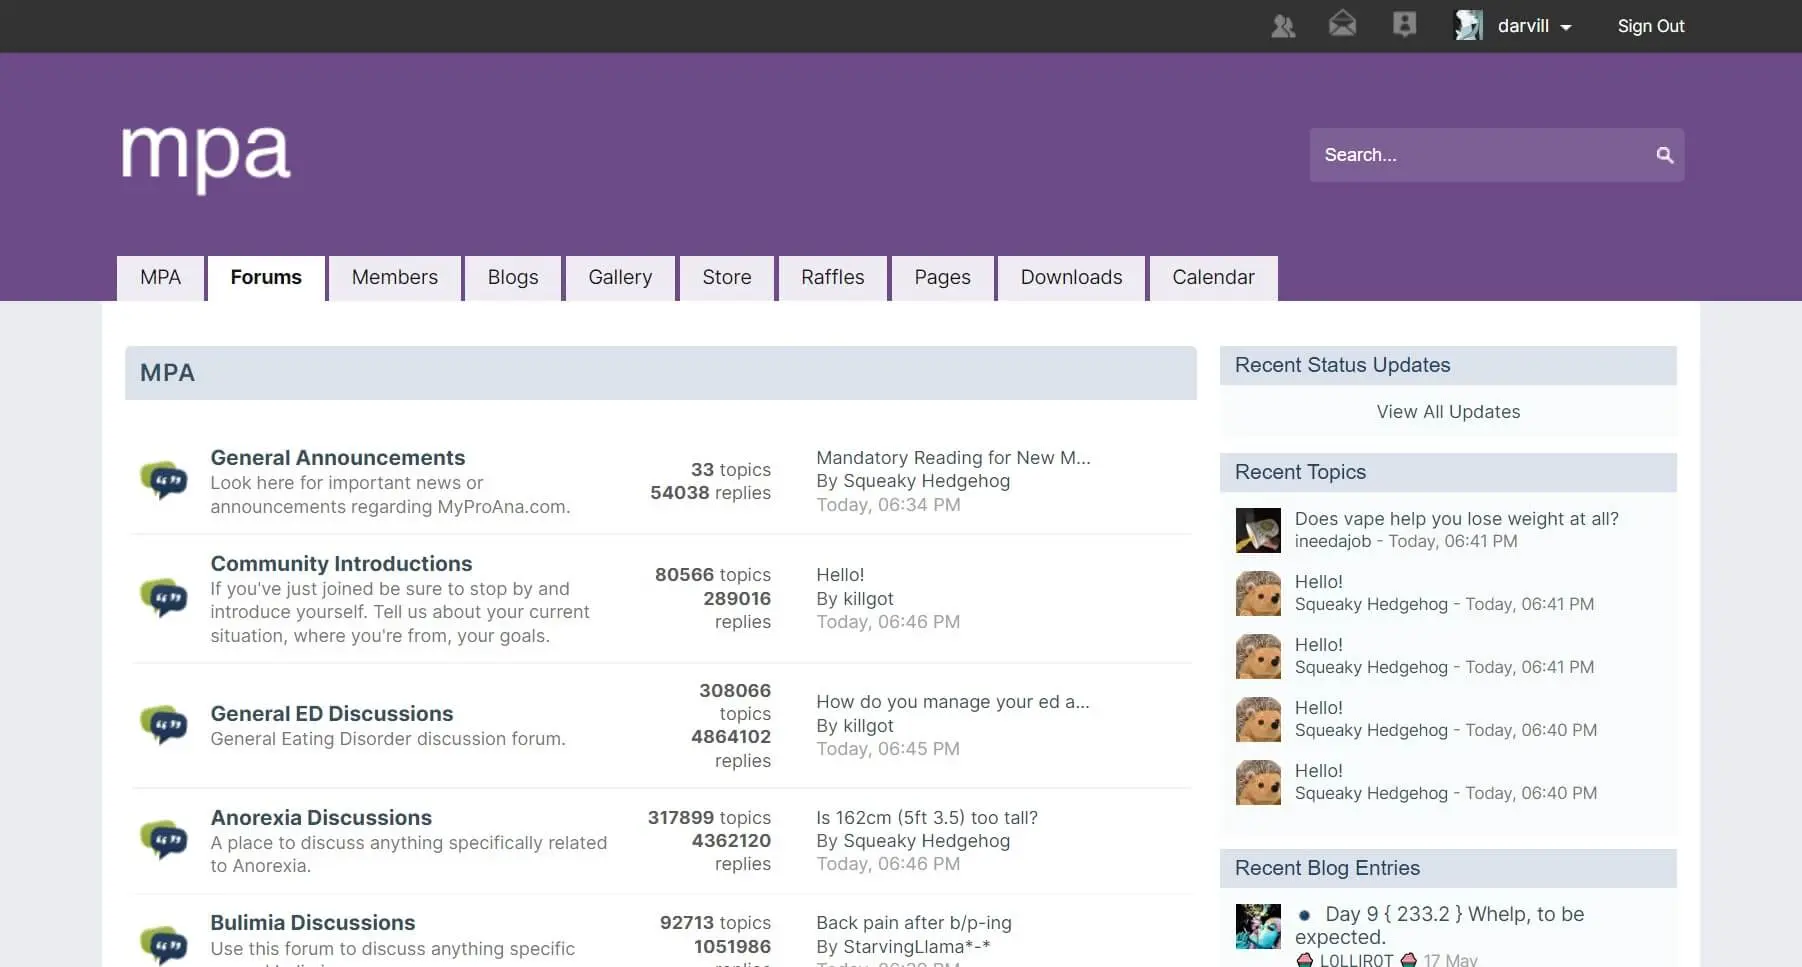 darvill
Sign Out
mpa
Search...
MPA
Forums
Members
Blogs
Gallery
Store
Raffles
Pages
Downloads
Calendar
MPA
General Announcements
Look here for important news or
announcements regarding MyProAna.com.
33 topics
54038 replies
Mandatory Reading for New M...
By Squeaky Hedgehog
Today, 06:34 PM
Community Introductions
If you've just joined be sure to stop by and
introduce yourself. Tell us about your current
situation, where you're from, your goals.
80566 topics
289016
replies
Hello!
By killgot
Today, 06:46 PM
General ED Discussions
General Eating Disorder discussion forum.
308066
topics
4864102
replies
How do you manage your ed a...
By killgot
Today, 06:45 PM
Anorexia Discussions
A place to discuss anything specifically related
to Anorexia.
317899 topics
4362120
replies
Is 162cm (5ft 3.5) too tall?
By Squeaky Hedgehog
Today, 06:46 PM
Bulimia Discussions
Use this forum to discuss anything specific
92713 topics
1051986
replies
Back pain after b/p-ing
By StarvingLlama*-*
Recent Status Updates
View All Updates
Recent Topics
Does vape help you lose weight at all?
ineedajob - Today, 06:41 PM
Hello!
Squeaky Hedgehog - Today, 06:41 PM
Hello!
Squeaky Hedgehog - Today, 06:41 PM
Hello!
Squeaky Hedgehog - Today, 06:40 PM
Hello!
Squeaky Hedgehog - Today, 06:40 PM
Recent Blog Entries
Day 9 { 233.2 } Whelp, to be
expected.
L0LLIR0T 17 May